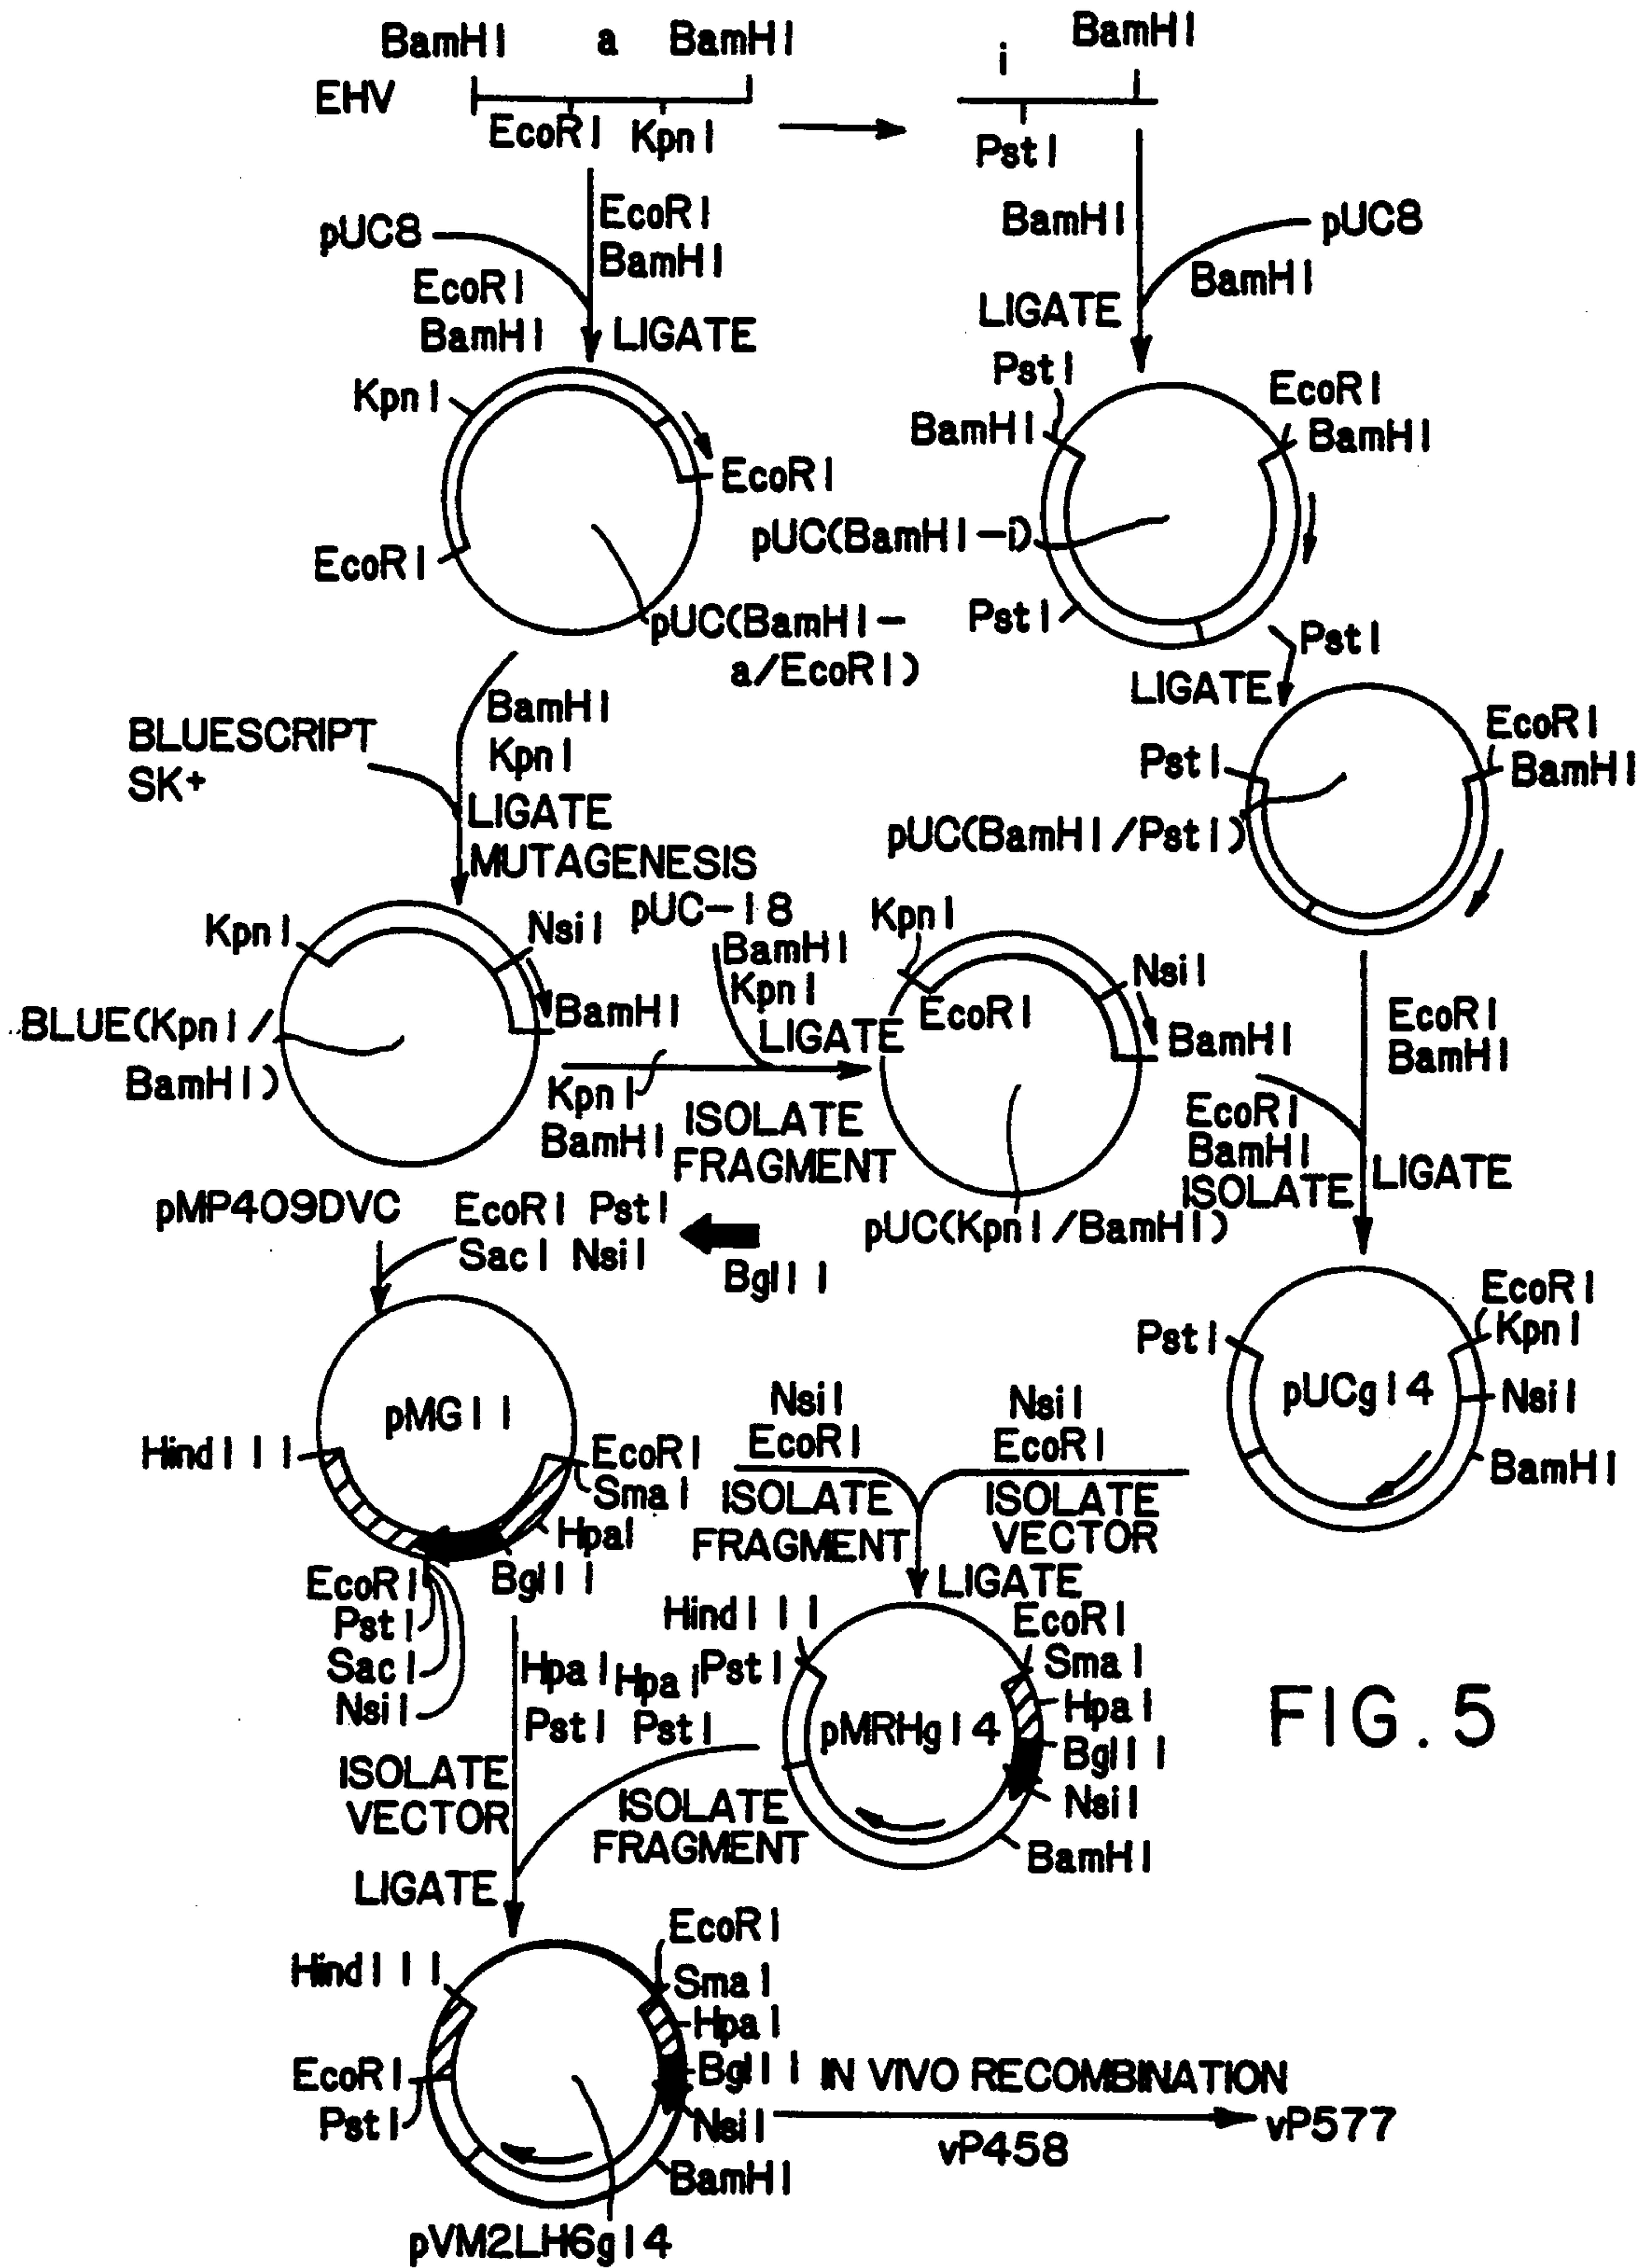 BamHI a BamHI
EHV
EcoRI KpnI
i BamHI
PstI
pUC8
EcoRI
BamHI
EcoRI
BamHI
LIGATE
BamHI
pUC8
BamHI
LIGATE
KpnI
EcoRI
EcoRI
pUC(BamHI-
a/EcoRI)
PstI
BamHI
EcoRI
BamHI
pUC(BamHI-i)
PstI
PstI
LIGATE
BLUESCRIPT
SK+
BamHI
KpnI
LIGATE
MUTAGENESIS
EcoRI
BamHI
PstI
pUC(BamHI/PstI)
KpnI
NsiI
BamHI
BLUE(KpnI/
BamHI)
pUC-18
BamHI
KpnI
LIGATE
KpnI
BamHI
ISOLATE
FRAGMENT
KpnI
EcoRI
NsiI
BamHI
pUC(KpnI/BamHI)
EcoRI
BamHI
EcoRI
BamHI
ISOLATE
LIGATE
pMP409DVC
EcoRI PstI
SacI NsiI
BglII
pMG11
HindIII
EcoRI
SmaI
HpaI
BglII
EcoRI
PstI
SacI
NsiI
NsiI
EcoRI
ISOLATE
FRAGMENT
NsiI
EcoRI
ISOLATE
VECTOR
LIGATE
EcoRI
KpnI
PstI
pUCg14
NsiI
BamHI
HpaI
PstI
HpaI
PstI
ISOLATE
VECTOR
ISOLATE
FRAGMENT
LIGATE
HindIII
PstI
EcoRI
SmaI
HpaI
pMRHg14
BglII
NsiI
BamHI
FIG. 5
HindIII
EcoRI
SmaI
HpaI
BglII
EcoRI
PstI
NsiI
BamHI
pVM2LH6g14
IN VIVO RECOMBINATION
vP458
vP577